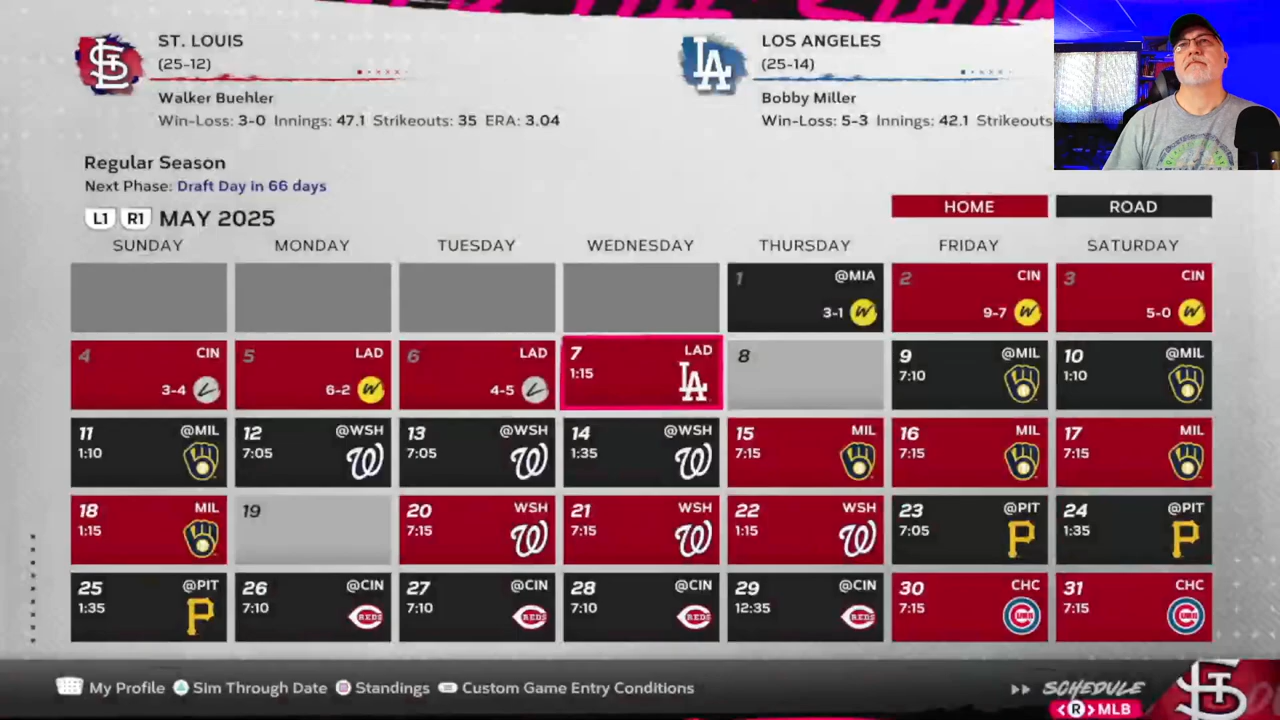 ST. LOUIS
(25-12)
Walker Buehler
Win-Loss: 3-0 Innings: 47.1 Strikeouts: 35 ERA: 3.04
LOS ANGELES
(25-14)
Bobby Miller
Win-Loss: 5-3 Innings: 42.1 Strikeouts
Regular Season
Next Phase: Draft Day in 66 days
L1 R1 MAY 2025
HOME ROAD
SUNDAY MONDAY TUESDAY WEDNESDAY THURSDAY FRIDAY SATURDAY
1 @MIA 2 CIN 3 CIN
3-1 W 9-7 W 5-0 W
4 CIN 5 LAD 6 LAD 7 LAD 8 9 @MIL 10 @MIL
3-4 L 6-2 W 4-5 L 1:15 LA 7:10 1:10
11 @MIL 12 @WSH 13 @WSH 14 @WSH 15 MIL 16 MIL 17 MIL
1:10 7:05 W 7:05 W 1:35 W 7:15 7:15 7:15
18 MIL 19 20 WSH 21 WSH 22 WSH 23 @PIT 24 @PIT
1:15 7:15 W 7:15 W 1:15 W 7:05 P 1:35 P
25 @PIT 26 @CIN 27 @CIN 28 @CIN 29 @CIN 30 CHC 31 CHC
1:35 P 7:10 REDS 7:10 REDS 7:10 REDS 12:35 REDS 7:15 CUBS 7:15 CUBS
My Profile Sim Through Date Standings Custom Game Entry Conditions
SCHEDULE
<R> MLB